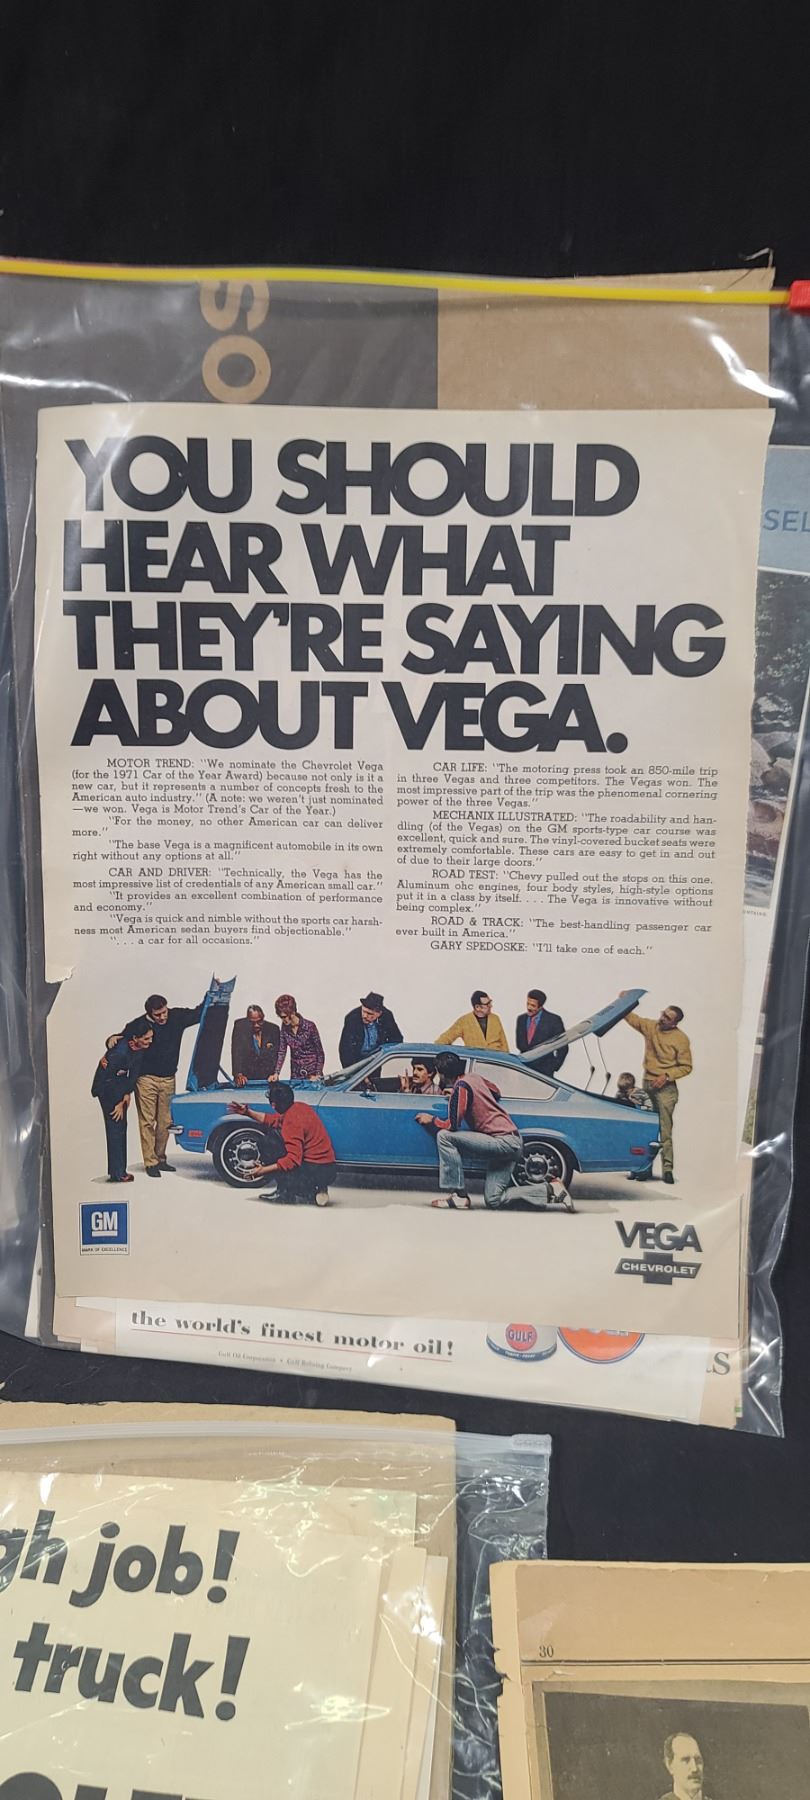 OS
YOU SHOULD
HEAR WHAT
THEY'RE SAYING
ABOUT VEGA.
MOTOR TREND: "We nominate the Chevrolet Vega
(for the 1971 Car of the Year Award) because not only is it a
new car, but it represents a number of concepts fresh to the
American auto industry." (A note: we weren't just nominated
—we won. Vega is Motor Trend's Car of the Year.)
"For the money, no other American car can deliver
more."
"The base Vega is a magnificent automobile in its own
right without any options at all."
CAR AND DRIVER: "Technically, the Vega has the
most impressive list of credentials of any American small car."
"It provides an excellent combination of performance
and economy."
"Vega is quick and nimble without the sports car harsh-
ness most American sedan buyers find objectionable."
". . . a car for all occasions."
CAR LIFE: "The motoring press took an 850-mile trip
in three Vegas and three competitors. The Vegas won. The
most impressive part of the trip was the phenomenal cornering
power of the three Vegas."
MECHANIX ILLUSTRATED: "The roadability and han-
dling (of the Vegas) on the GM sports-type car course was
excellent, quick and sure. The vinyl-covered bucket seats were
extremely comfortable. These cars are easy to get in and out
of due to their large doors."
ROAD TEST: "Chevy pulled out the stops on this one.
Aluminum ohc engines, four body styles, high-style options
put it in a class by itself. . . . The Vega is innovative without
being complex."
ROAD & TRACK: "The best-handling passenger car
ever built in America."
GARY SPEDOSKE: "I'll take one of each."
SEL
GM
MARK OF EXCELLENCE
VEGA
CHEVROLET
the world's finest motor oil!
Gulf Oil Corporation • Gulf Refining Company
GULF
S
gh job!
truck!
30